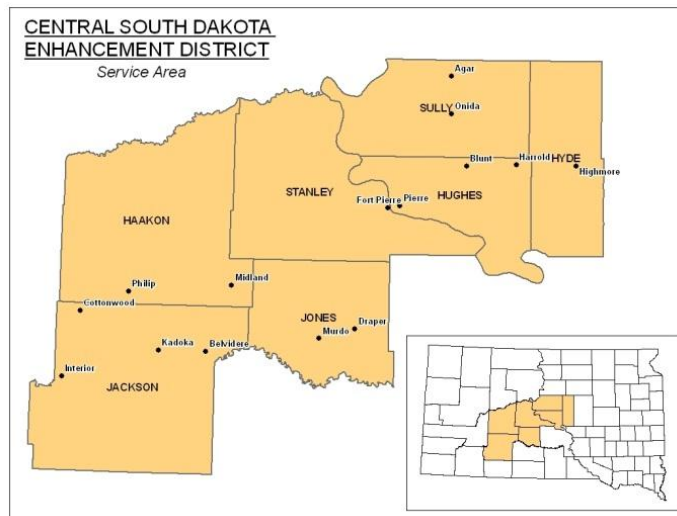 CENTRAL SOUTH DAKOTA
ENHANCEMENT DISTRICT
Service Area
Agar
SULLY
Onida
Blunt
Harrold
HYDE
Highmore
STANLEY
HUGHES
Fort Pierre
Pierre
HAAKON
Philip
Midland
Cottonwood
JONES
Draper
Murdo
Kadoka
Belvidere
Interior
JACKSON